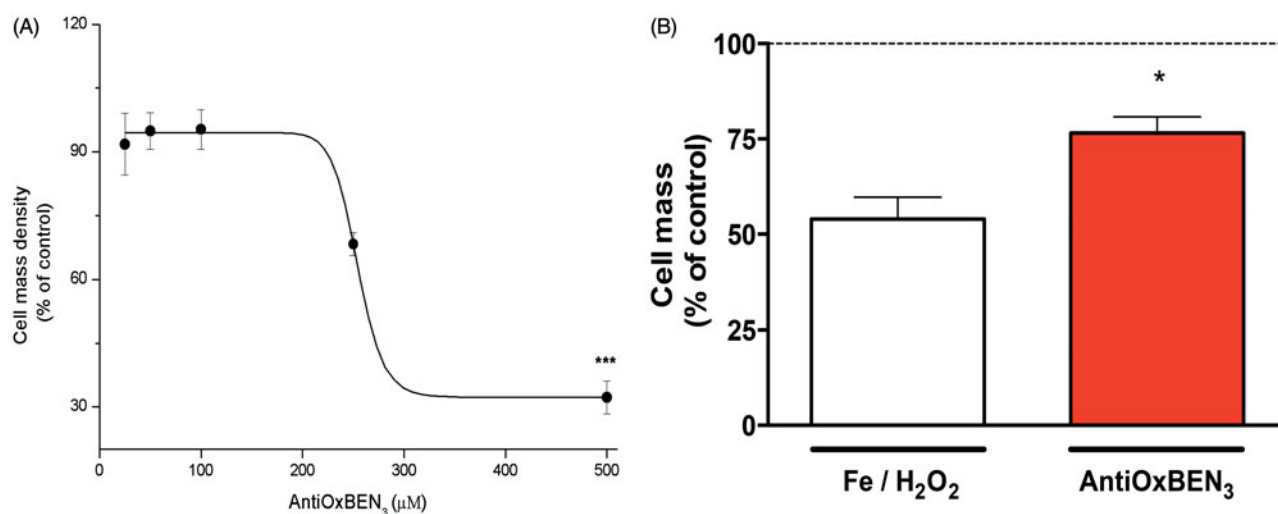 (A)
120
90
60
30
Cell mass density
(% of control)
***
0
100
200
300
400
500
AntiOxBEN₃ (μM)
(B)
100
75
50
25
0
Cell mass
(% of control)
*
Fe / H₂O₂
AntiOxBEN₃